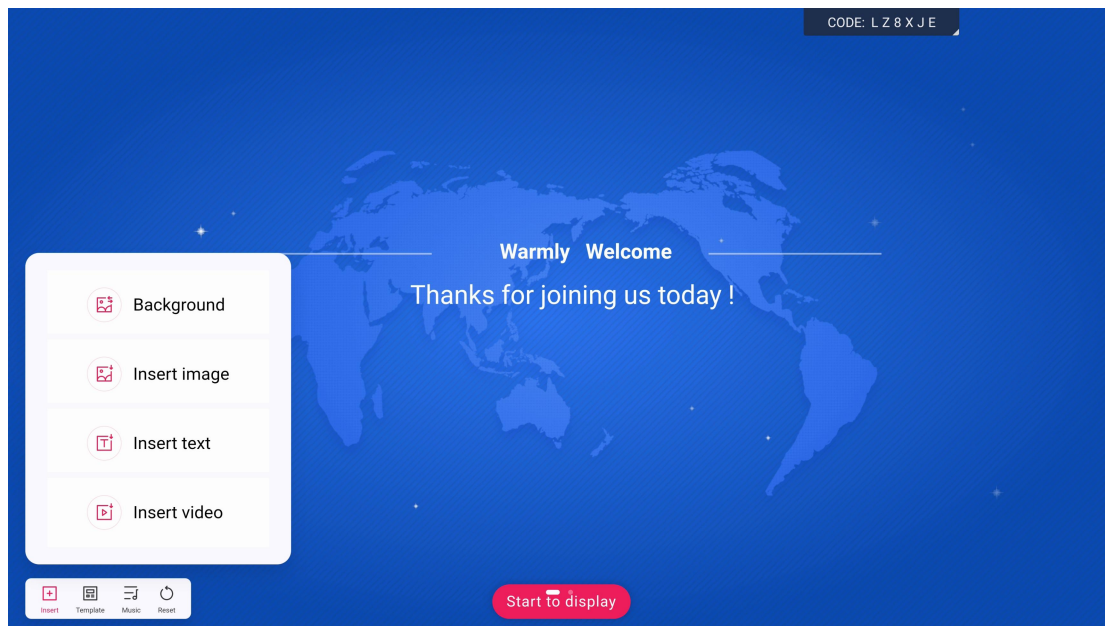 CODE: L Z 8 X J E
Warmly Welcome
Thanks for joining us today !
Background
Insert image
Insert text
Insert video
Insert Template Music Reset
Start to display